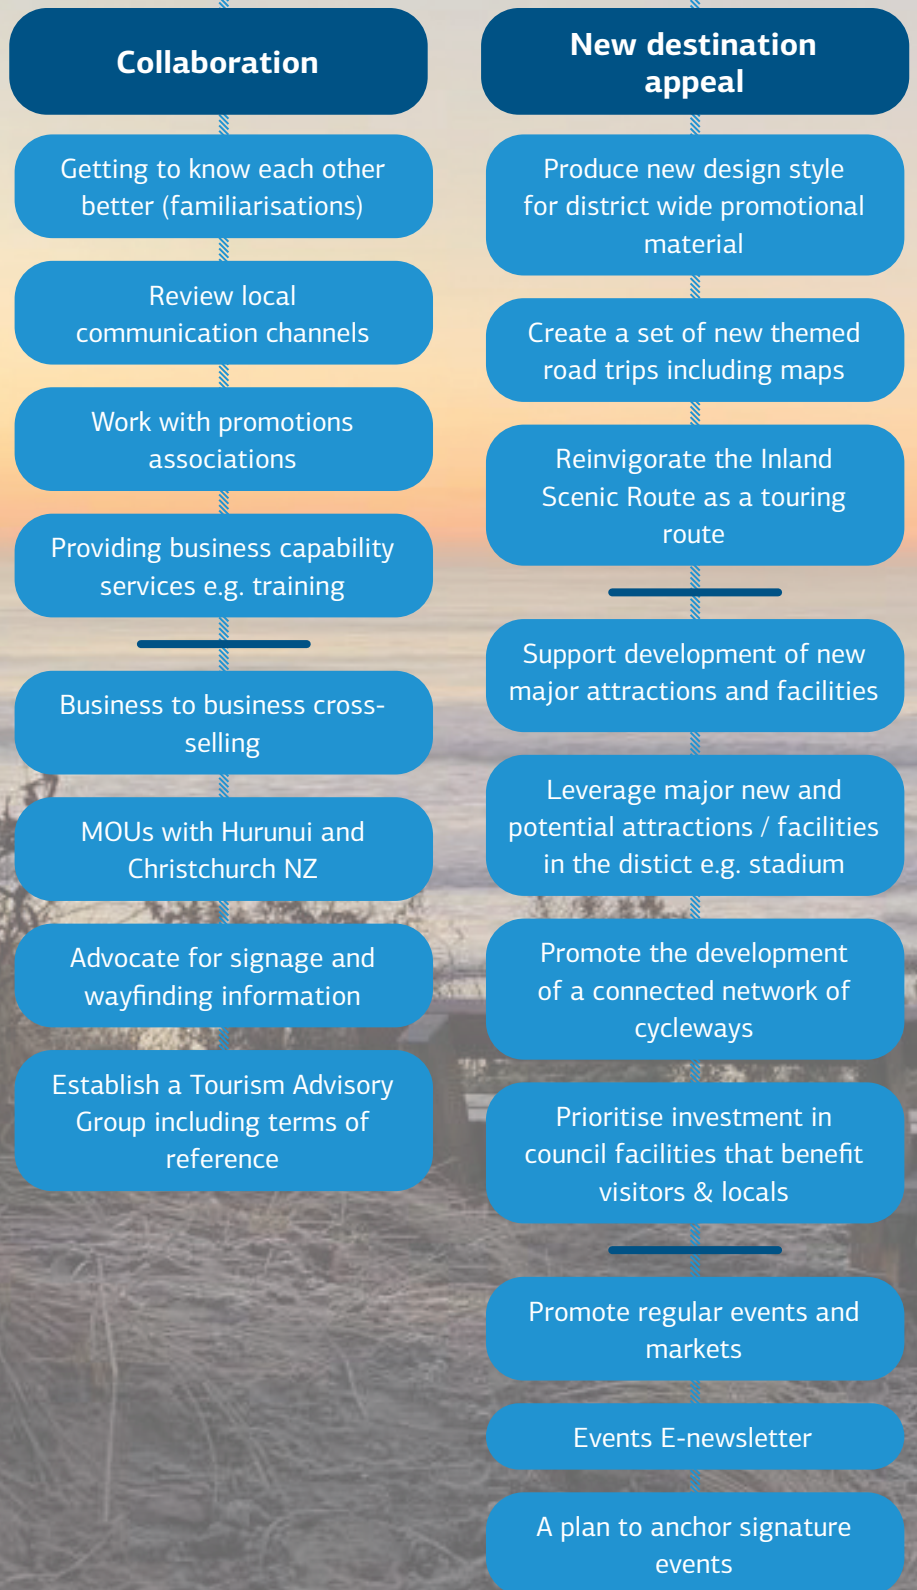 Collaboration
Getting to know each other
better (familiarisations)
Review local
communication channels
Work with promotions
associations
Providing business capability
services e.g. training
Business to business cross-
selling
MOUs with Hurunui and
Christchurch NZ
Advocate for signage and
wayfinding information
Establish a Tourism Advisory
Group including terms of
reference
New destination
appeal
Produce new design style
for district wide promotional
material
Create a set of new themed
road trips including maps
Reinvigorate the Inland
Scenic Route as a touring
route
Support development of new
major attractions and facilities
Leverage major new and
potential attractions / facilities
in the distict e.g. stadium
Promote the development
of a connected network of
cycleways
Prioritise investment in
council facilities that benefit
visitors & locals
Promote regular events and
markets
Events E-newsletter
A plan to anchor signature
events